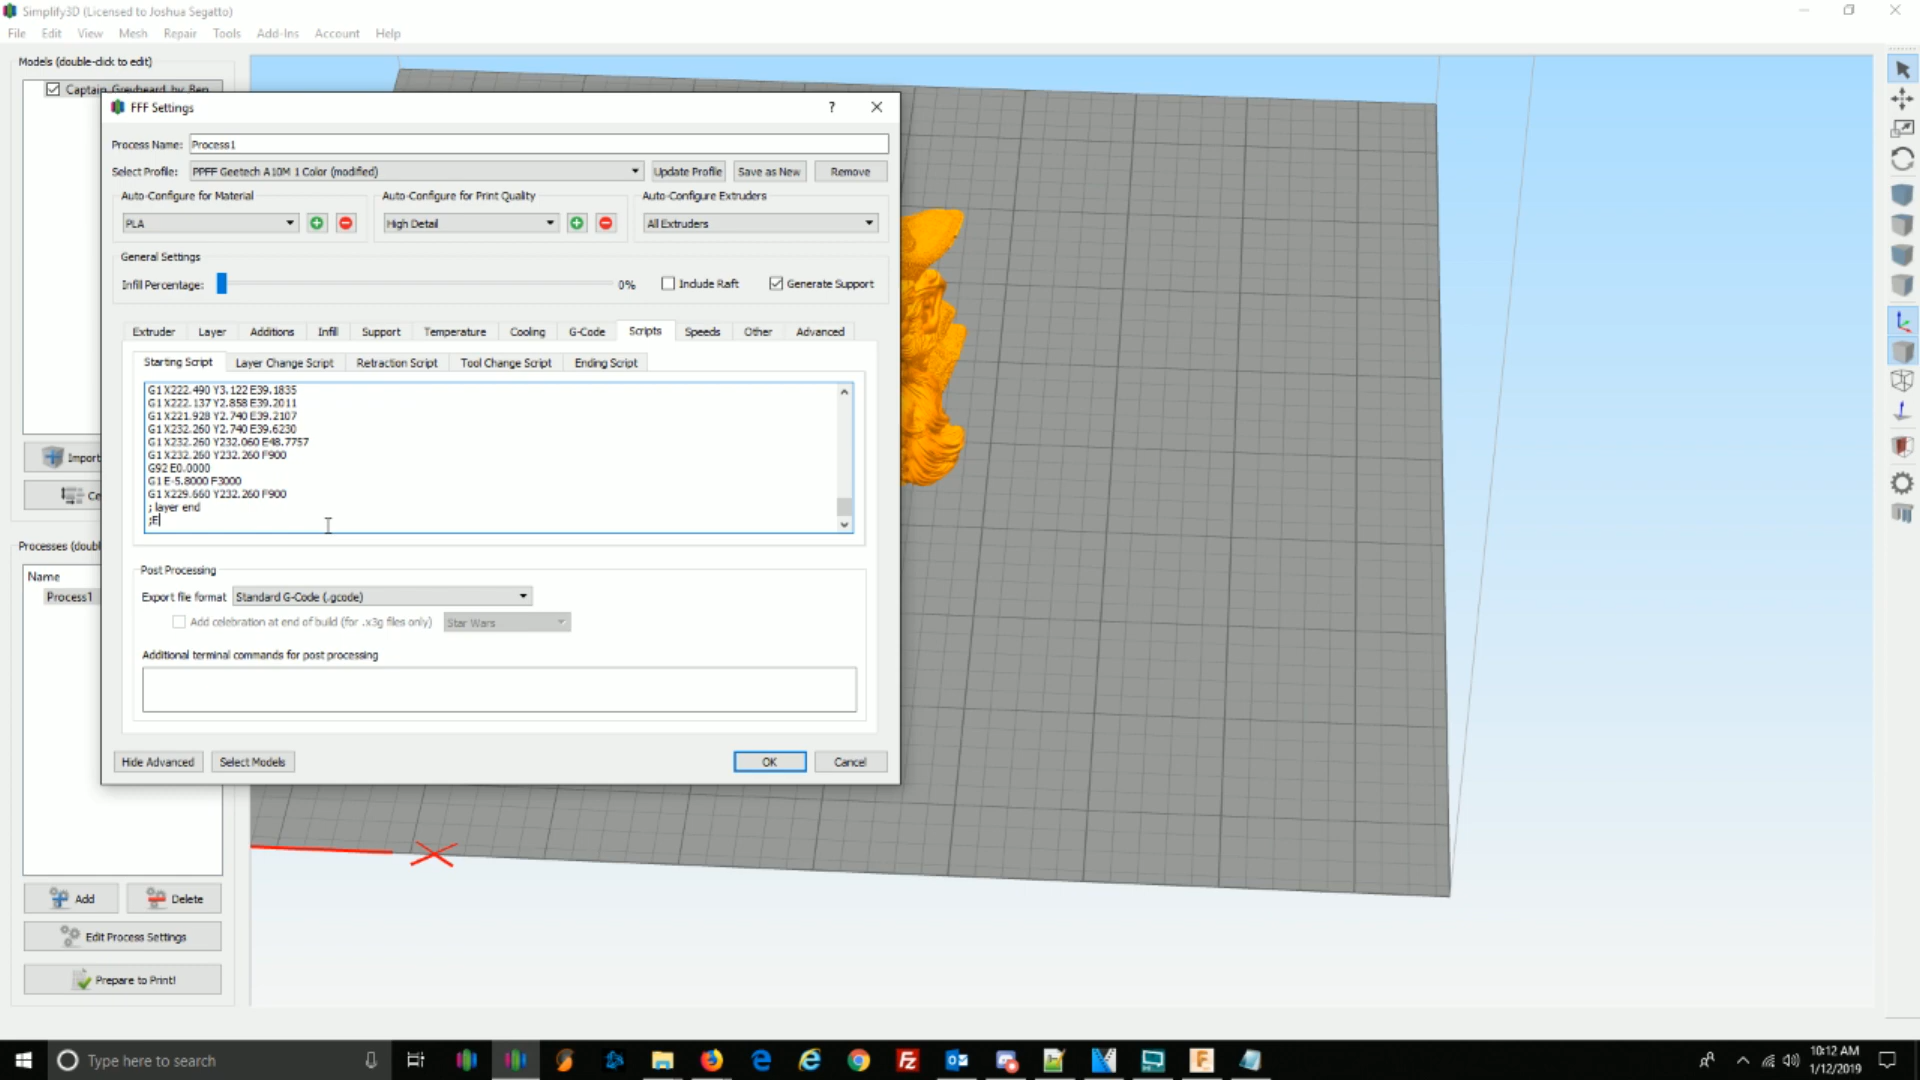 Simplify3D (Licensed to Joshua Segatto)
File Edit View Mesh Repair Tools Add-Ins Account Help
Models (double-click to edit)
Captain Greybeard by Ben
FFF Settings
?
Process Name: Process1
Select Profile: PPFF Geetech A10M 1 Color (modified) Update Profile Save as New Remove
Auto-Configure for Material Auto-Configure for Print Quality Auto-Configure Extruders
PLA High Detail All Extruders
General Settings
Infill Percentage: 0% Include Raft Generate Support
Extruder Layer Additions Infill Support Temperature Cooling G-Code Scripts Speeds Other Advanced
Starting Script Layer Change Script Retraction Script Tool Change Script Ending Script
G1 X222.490 Y3.122 E39.1835
G1 X222.137 Y2.858 E39.2011
G1 X221.928 Y2.740 E39.2107
G1 X232.260 Y2.740 E39.6230
G1 X232.260 Y232.060 E48.7757
G1 X232.260 Y232.260 F900
G92 E0.0000
G1 E-5.8000 F3000
G1 X229.660 Y232.260 F900
; layer end
;E
Import
Ce
Processes (doubl
Name
Process1
Post Processing
Export file format Standard G-Code (.gcode)
Add celebration at end of build (for .x3g files only) Star Wars
Additional terminal commands for post processing
Hide Advanced Select Models OK Cancel
Add Delete
Edit Process Settings
Prepare to Print!
Type here to search
10:12 AM
1/12/2019